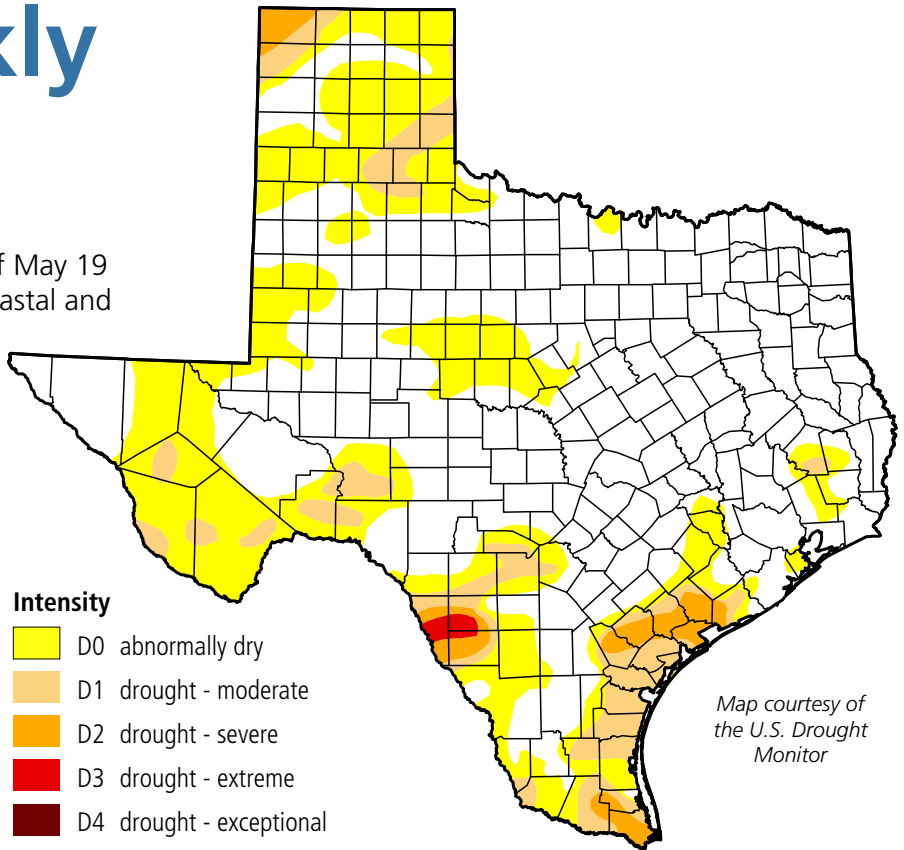 kly
f May 19
astal and
Intensity
D0 abnormally dry
D1 drought - moderate
D2 drought - severe
D3 drought - extreme
D4 drought - exceptional
Map courtesy of
the U.S. Drought
Monitor